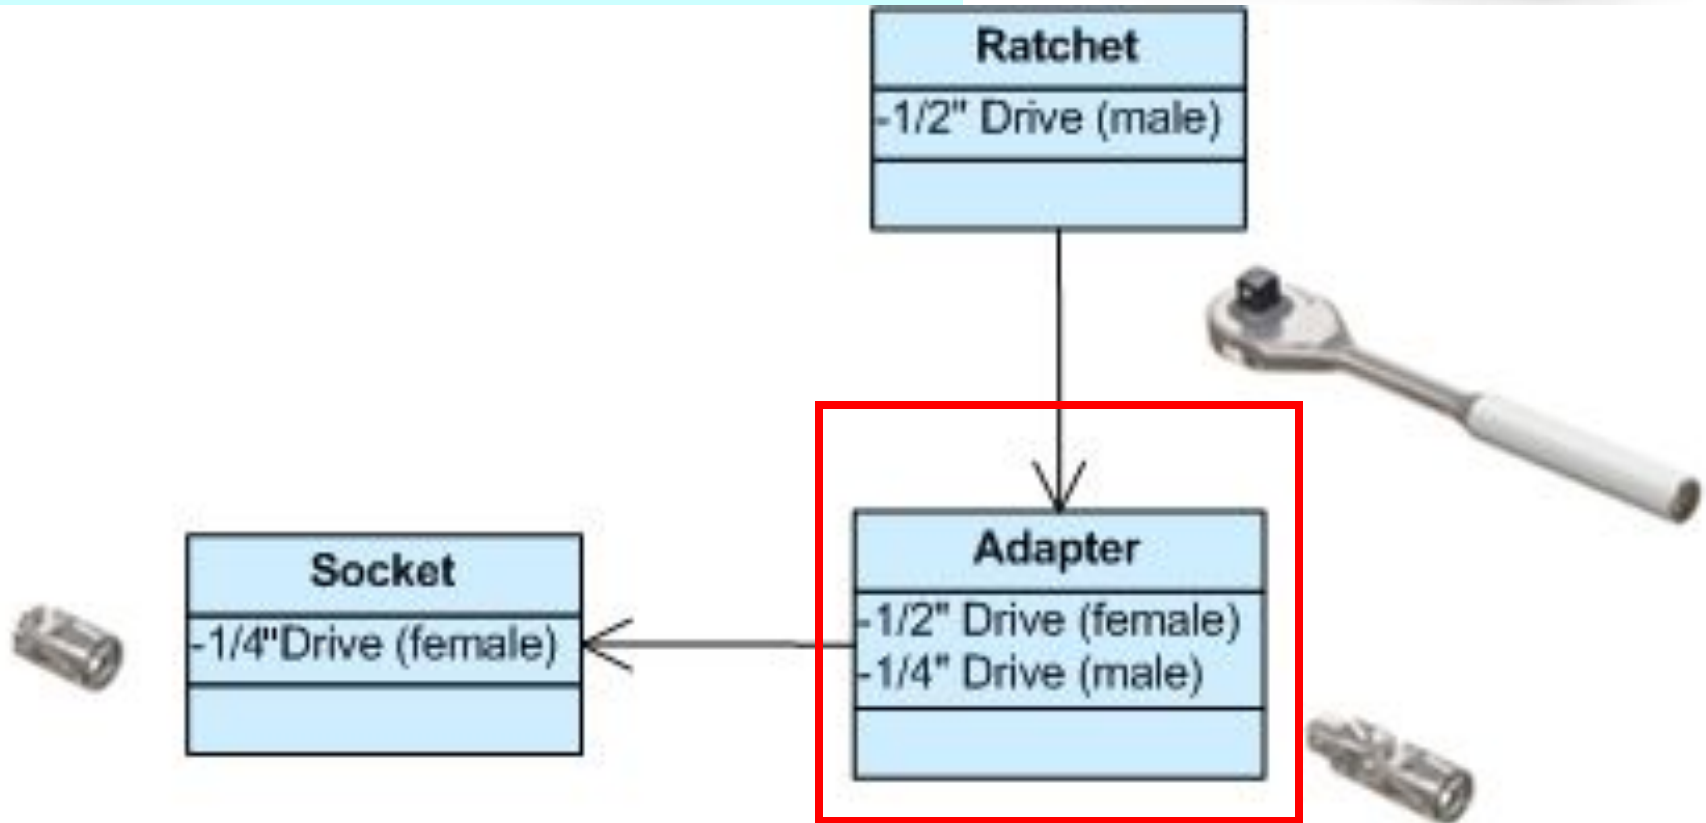 Ratchet
-1/2" Drive (male)
Adapter
-1/2" Drive (female)
-1/4" Drive (male)
Socket
-1/4"Drive (female)